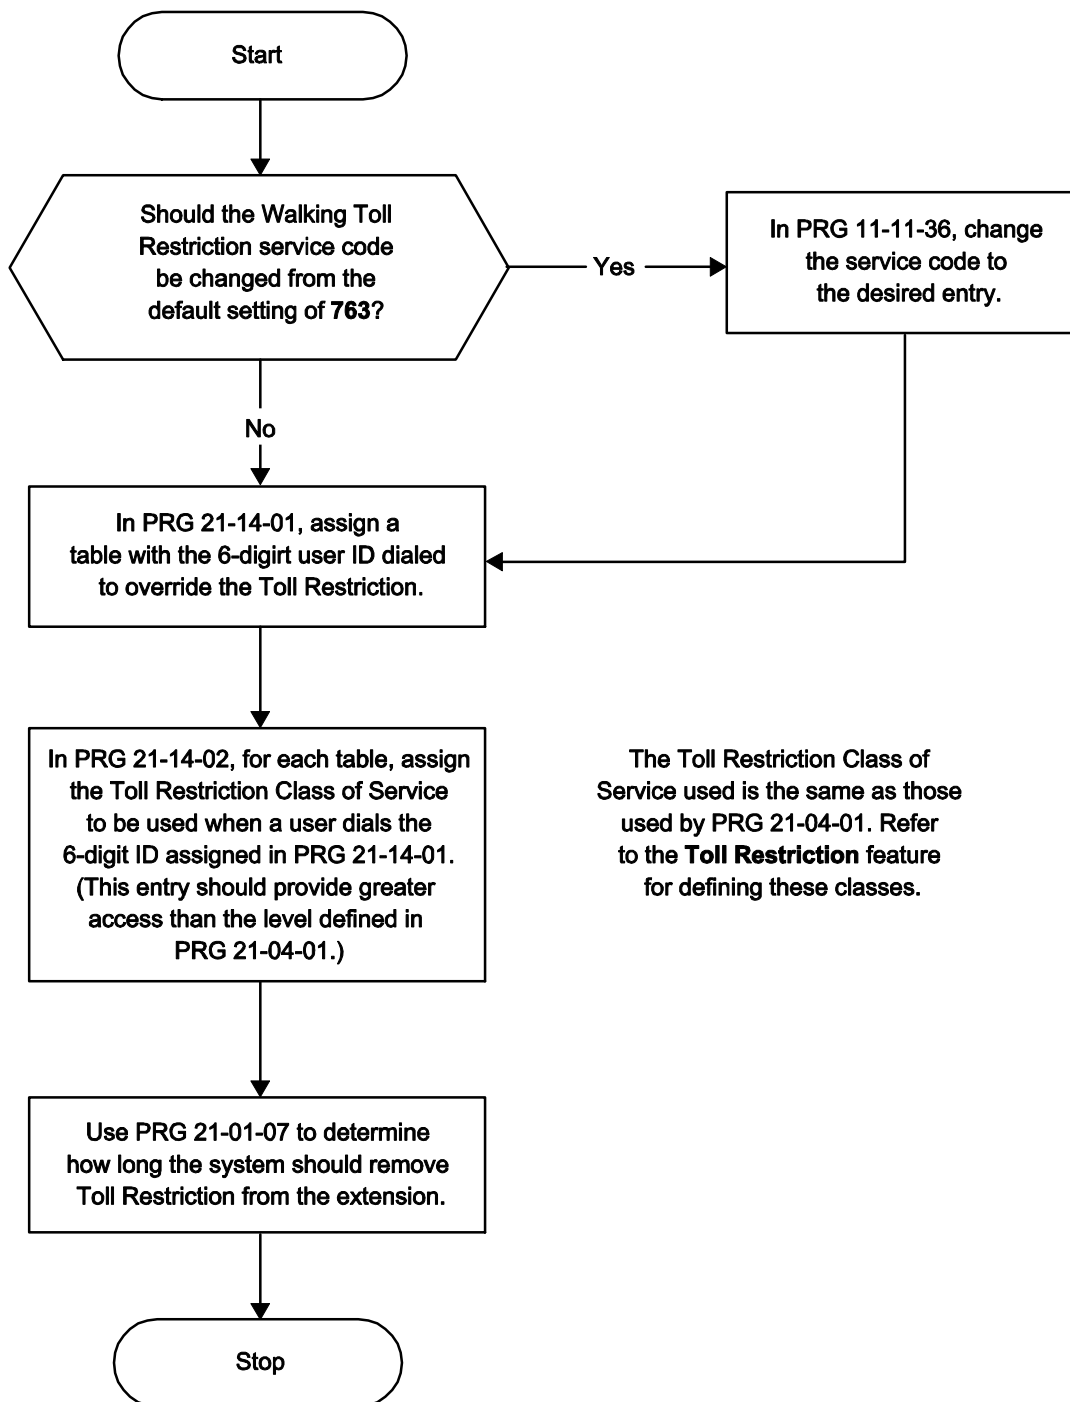 Start
Should the Walking Toll
Restriction service code
be changed from the
default setting of 763?
Yes
In PRG 11-11-36, change
the service code to
the desired entry.
No
In PRG 21-14-01, assign a
table with the 6-digirt user ID dialed
to override the Toll Restriction.
In PRG 21-14-02, for each table, assign
the Toll Restriction Class of Service
to be used when a user dials the
6-digit ID assigned in PRG 21-14-01.
(This entry should provide greater
access than the level defined in
PRG 21-04-01.)
The Toll Restriction Class of
Service used is the same as those
used by PRG 21-04-01. Refer
to the Toll Restriction feature
for defining these classes.
Use PRG 21-01-07 to determine
how long the system should remove
Toll Restriction from the extension.
Stop